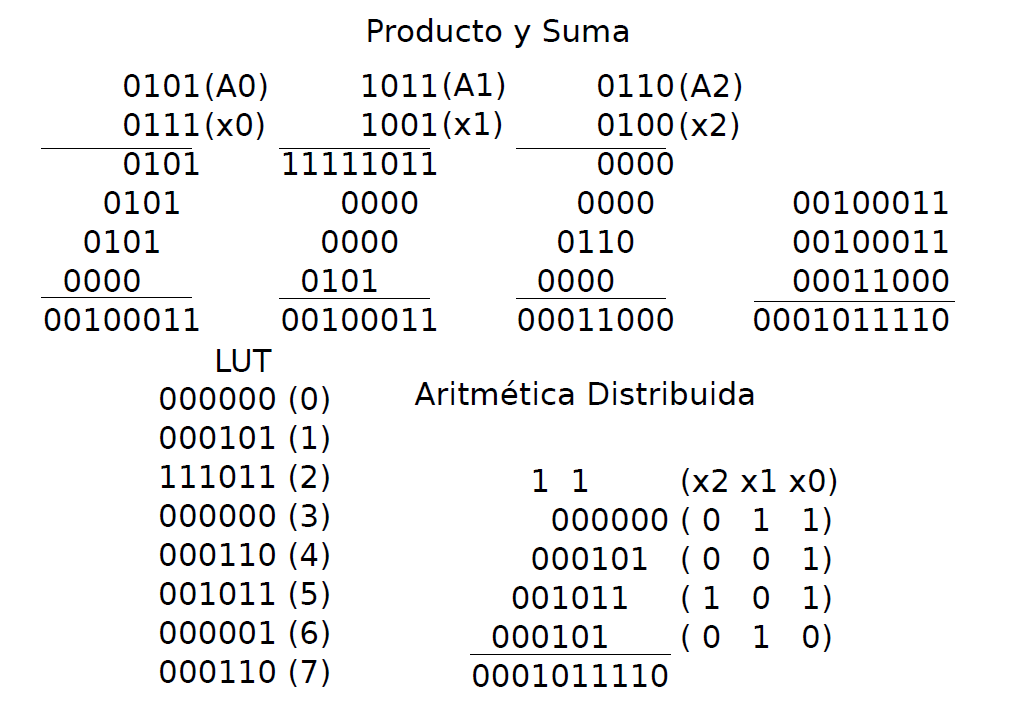 Producto y Suma
0101(A0) 1011(A1) 0110(A2)
0111(x0) 1001(x1) 0100(x2)
0101 11111011 0000
0101 0000 0000 00100011
0101 0000 0110 00100011
0000 0101 0000 00011000
00100011 00100011 00011000 0001011110
LUT
000000 (0)
000101 (1)
111011 (2)
000000 (3)
000110 (4)
001011 (5)
000001 (6)
000110 (7)
Aritmética Distribuida
1 1 (x2 x1 x0)
000000 ( 0 1 1)
000101 ( 0 0 1)
001011 ( 1 0 1)
000101 ( 0 1 0)
0001011110